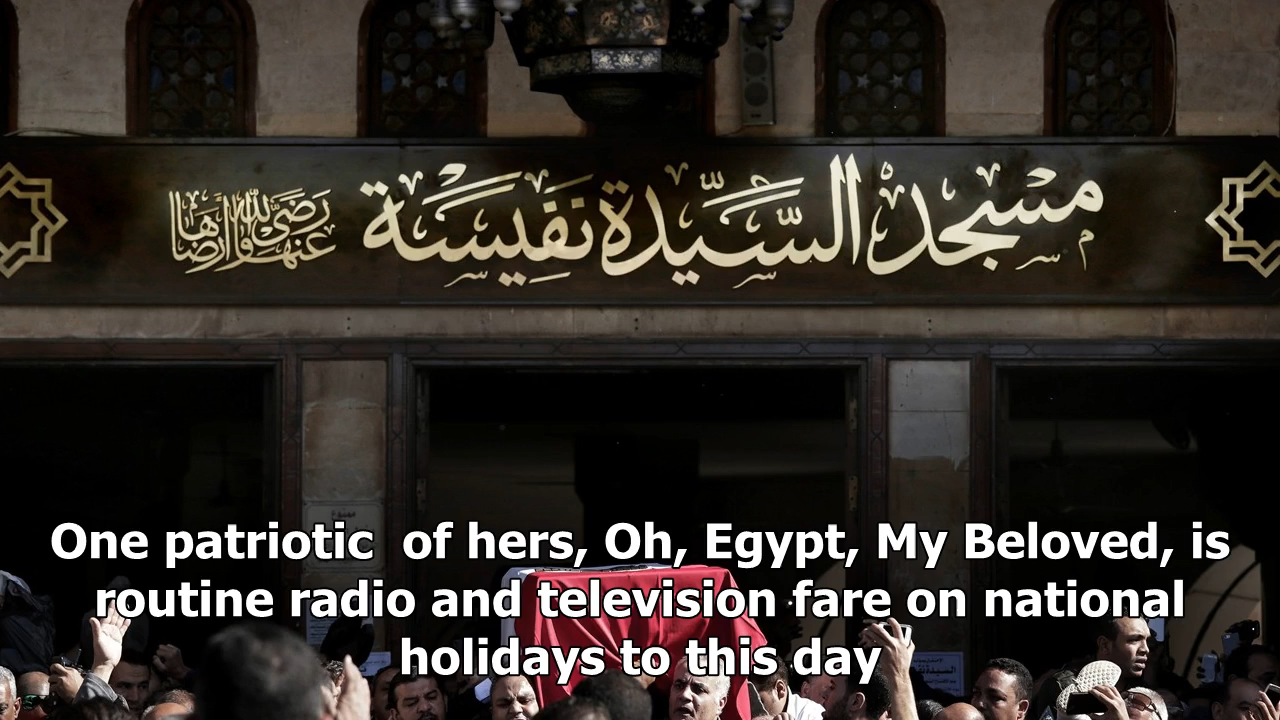 مسجد السيدة نفيسة رضي الله عنها وأرضاها
One patriotic  of hers, Oh, Egypt, My Beloved, is
routine radio and television fare on national
holidays to this day